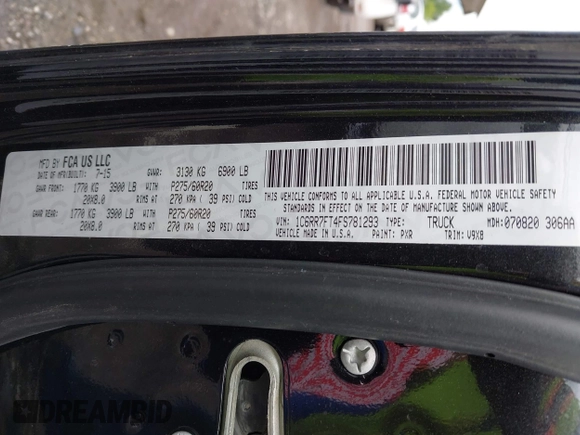 MFD BY FCA US LLC
DATE OF MFR(BUILT): 7-15 GVWR: 3130 KG 6900 LB
GAWR FRONT: 1770 KG 3900 LB WITH P275/60R20 TIRES
20X8.0 RIMS AT 270 KPA ( 39 PSI) COLD
GAWR REAR: 1770 KG 3900 LB WITH P275/60R20 TIRES
20X8.0 RIMS AT 270 KPA ( 39 PSI) COLD
THIS VEHICLE CONFORMS TO ALL APPLICABLE U.S.A. FEDERAL MOTOR VEHICLE SAFETY
STANDARDS IN EFFECT ON THE DATE OF MANUFACTURE SHOWN ABOVE.
VIN: 1C6RR7FT4FS781293 TYPE: TRUCK MDH: 070820 306AA
VEHICLE MADE IN U.S.A. PAINT: PXR TRIM: V9X8
DREAMBID